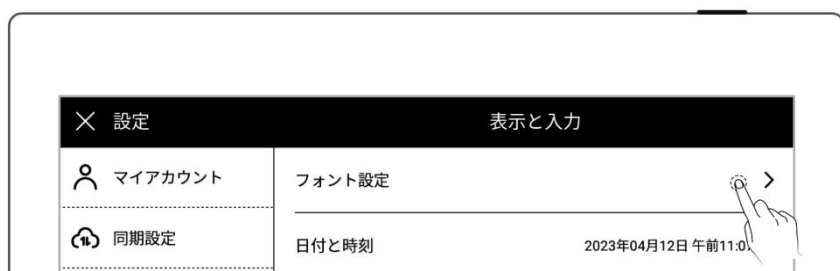 設定
表示と入力
マイアカウント
フォント設定
同期設定
日付と時刻
2023年04月12日 午前11:0